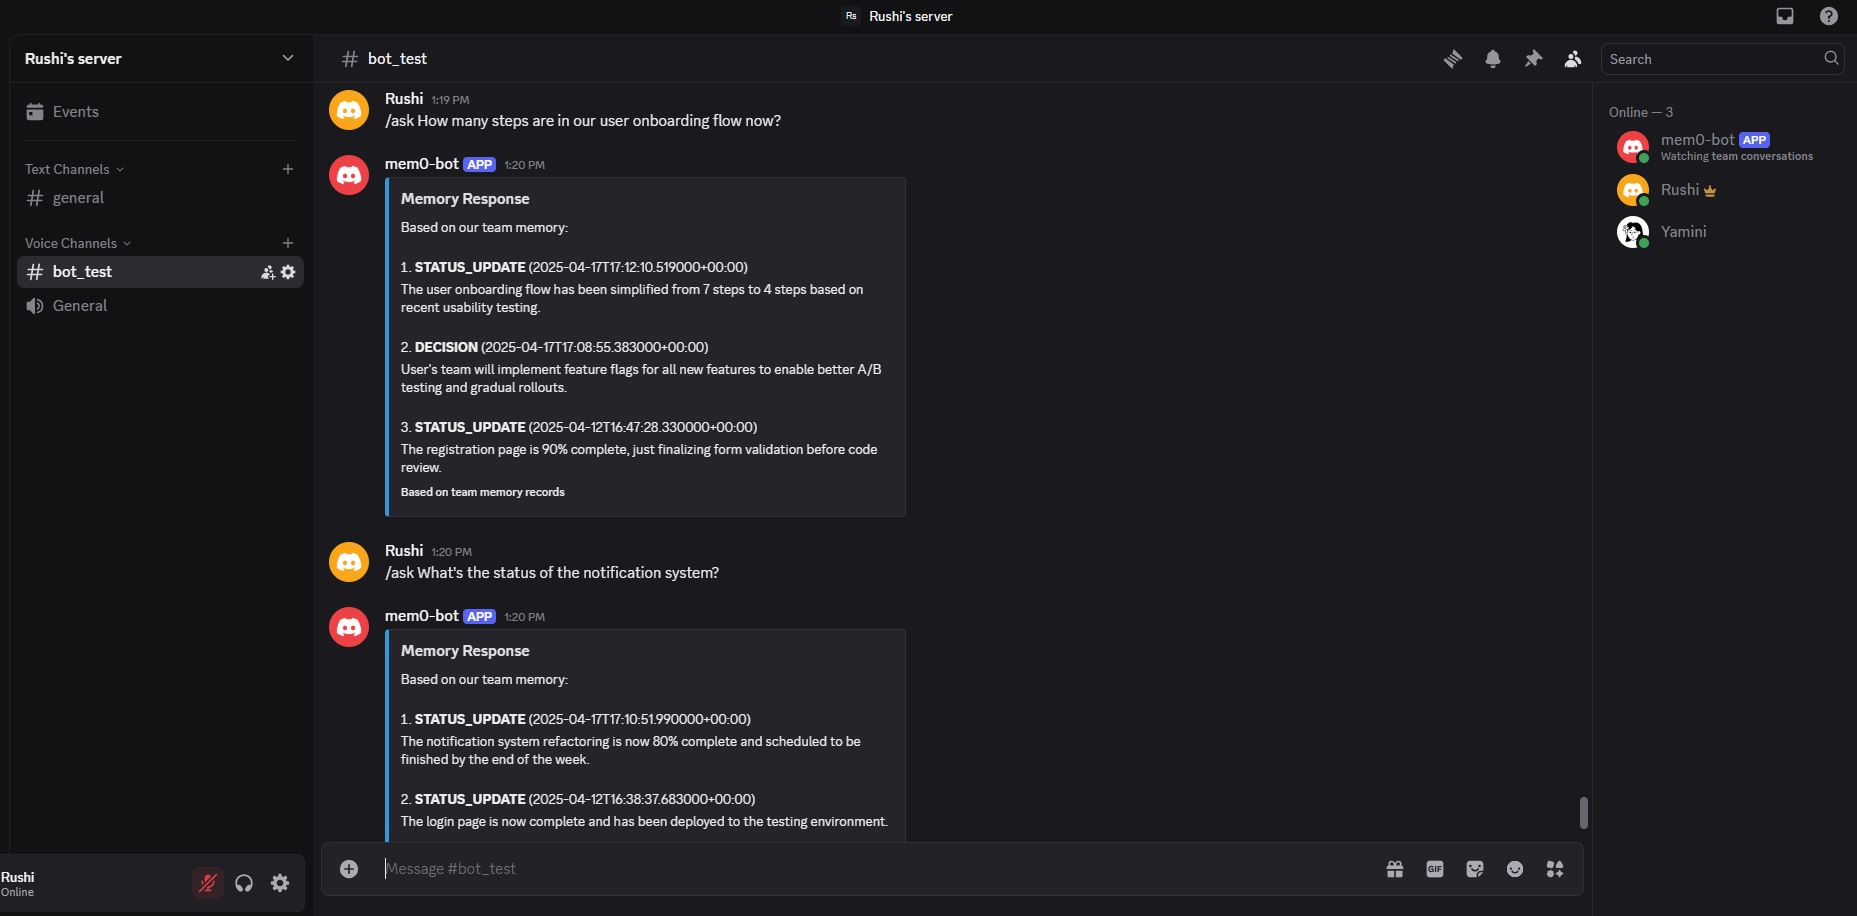 Rs Rushi's server
Rushi's server
Events
Text Channels
general
Voice Channels
bot_test
General
Rushi
Online
bot_test
Search
Rushi 1:19 PM
/ask How many steps are in our user onboarding flow now?
mem0-bot APP 1:20 PM
Memory Response
Based on our team memory:
1. STATUS_UPDATE (2025-04-17T17:12:10.519000+00:00)
The user onboarding flow has been simplified from 7 steps to 4 steps based on
recent usability testing.
2. DECISION (2025-04-17T17:08:55.383000+00:00)
User's team will implement feature flags for all new features to enable better A/B
testing and gradual rollouts.
3. STATUS_UPDATE (2025-04-12T16:47:28.330000+00:00)
The registration page is 90% complete, just finalizing form validation before code
review.
Based on team memory records
Rushi 1:20 PM
/ask What's the status of the notification system?
mem0-bot APP 1:20 PM
Memory Response
Based on our team memory:
1. STATUS_UPDATE (2025-04-17T17:10:51.990000+00:00)
The notification system refactoring is now 80% complete and scheduled to be
finished by the end of the week.
2. STATUS_UPDATE (2025-04-12T16:38:37.683000+00:00)
The login page is now complete and has been deployed to the testing environment.
Message #bot_test
GIF
Online — 3
mem0-bot APP
Watching team conversations
Rushi
Yamini